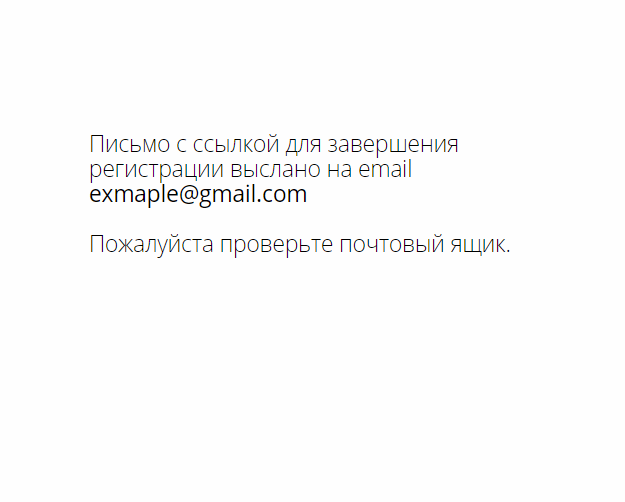 Письмо с ссылкой для завершения
регистрации выслано на email
exmaple@gmail.com
Пожалуйста проверьте почтовый ящик.